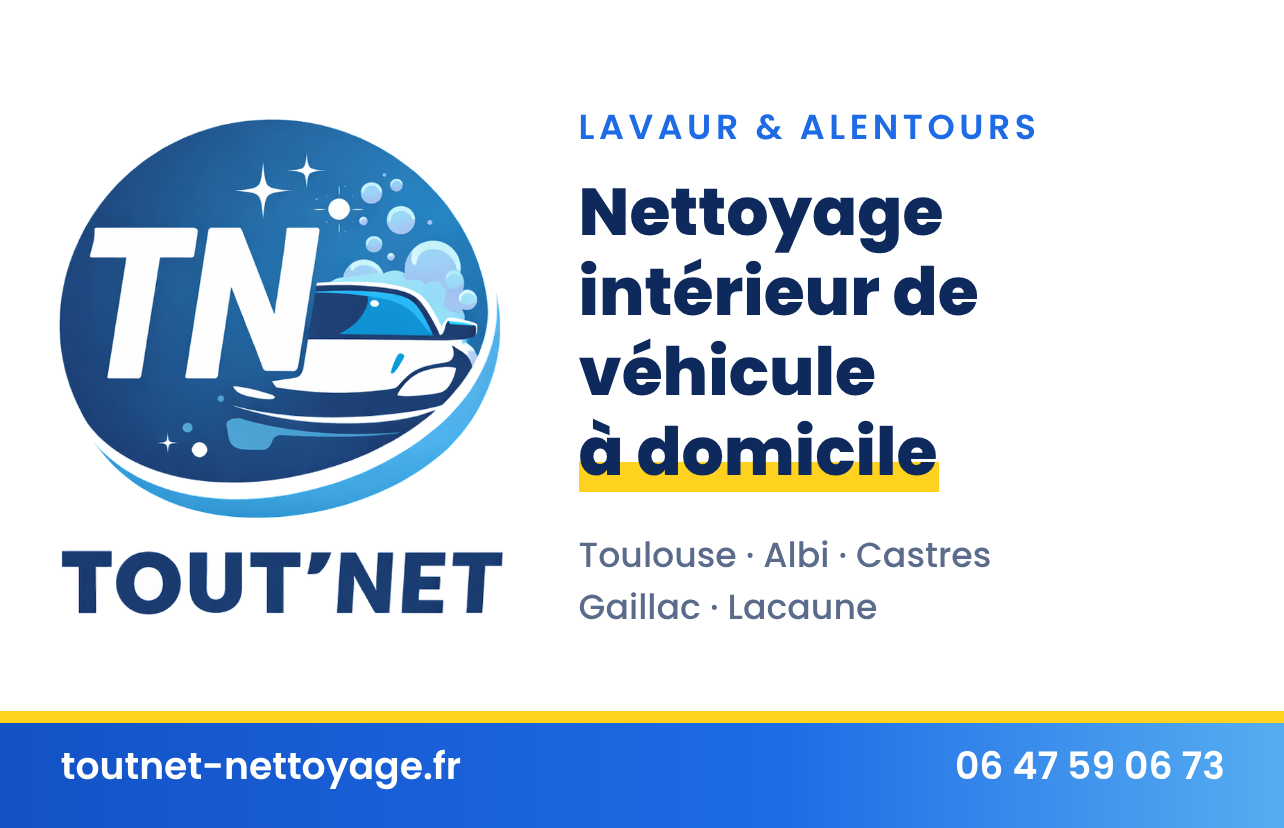 TN
TOUT’NET
LAVAUR & ALENTOURS
Nettoyage
intérieur de
véhicule
à domicile
Toulouse · Albi · Castres
Gaillac · Lacaune
toutnet-nettoyage.fr
06 47 59 06 73